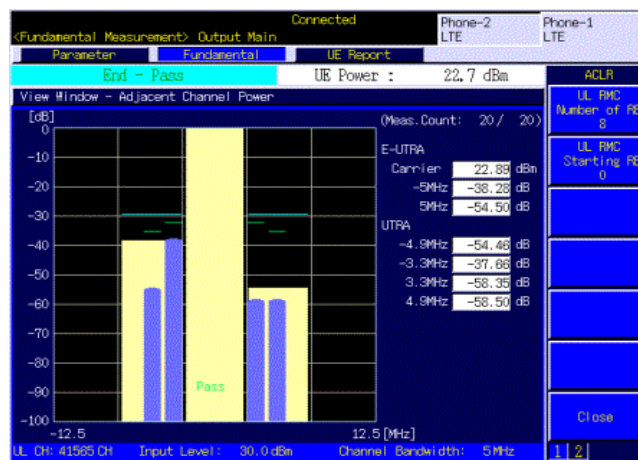 Connected
Phone-2
LTE
Phone-1
LTE
<Fundamental Measurement> Output Main
Parameter
Fundamental
UE Report
End - Pass
UE Power : 22.7 dBm
ACLR
View Window - Adjacent Channel Power
UL RMC
Number of RB
8
UL RMC
Starting RB
0
Close
1 2
[dB]
(Meas.Count: 20/ 20)
0
-10
-20
-30
-40
-50
-60
-70
-80
-90
-100
E-UTRA
Carrier 22.89 dBm
-5MHz -38.28 dB
5MHz -54.50 dB
UTRA
-4.9MHz -54.46 dB
-3.3MHz -37.66 dB
3.3MHz -58.35 dB
4.9MHz -58.50 dB
Pass
-12.5
12.5[MHz]
UL CH: 41565 CH Input Level: 30.0 dBm Channel Bandwidth: 5 MHz